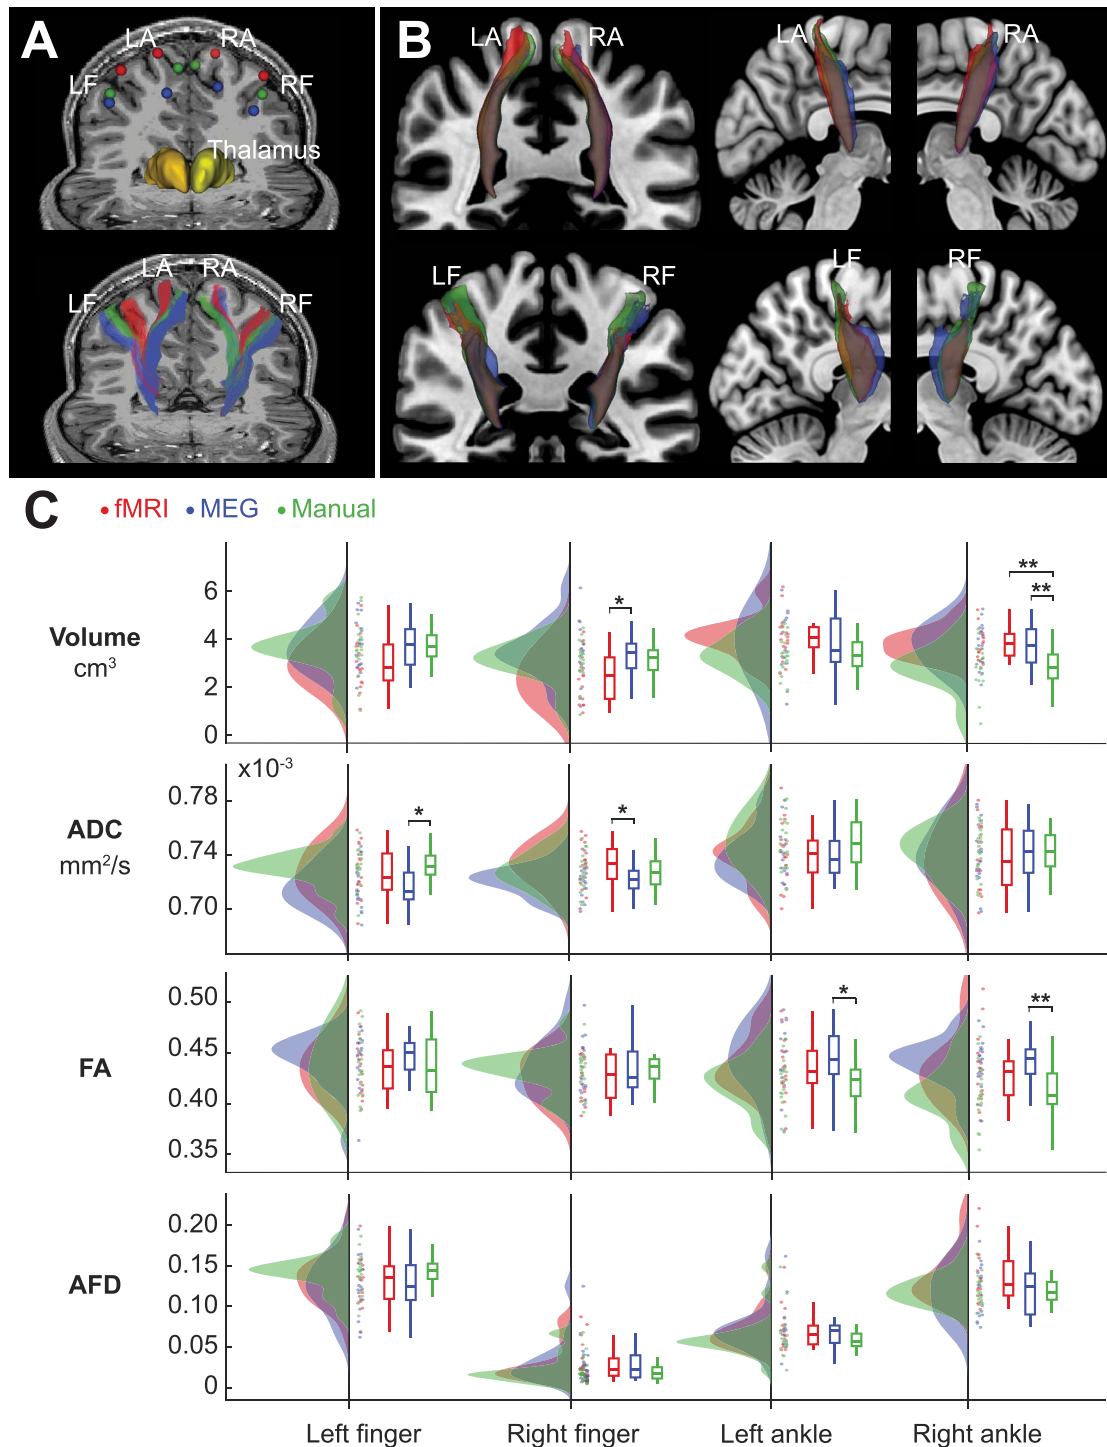 A
LA RA
LF RF
Thalamus
LA RA
LF RF
B
LA RA LA RA
LF RF LF RF
C
fMRI MEG Manual
Volume
cm³
6
4
2
0
*
**
**
x10⁻³
ADC
mm²/s
0.78
0.74
0.70
*
*
FA
0.50
0.45
0.40
0.35
*
**
AFD
0.20
0.15
0.10
0.05
0
Left finger Right finger Left ankle Right ankle